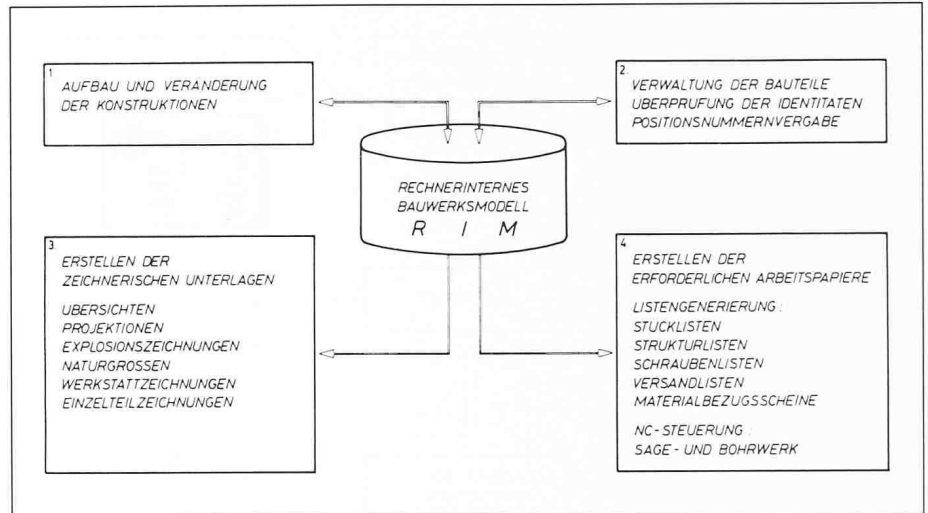 1
AUFBAU UND VERANDERUNG
DER KONSTRUKTIONEN
2.
VERWALTUNG DER BAUTEILE
UBERPRUFUNG DER IDENTITATEN
POSITIONSNUMMERNVERGABE
RECHNERINTERNES
BAUWERKSMODELL
R I M
3.
ERSTELLEN DER
ZEICHNERISCHEN UNTERLAGEN
UBERSICHTEN
PROJEKTIONEN
EXPLOSIONSZEICHNUNGEN
NATURGROSSEN
WERKSTATTZEICHNUNGEN
EINZELTEILZEICHNUNGEN
4.
ERSTELLEN DER
ERFORDERLICHEN ARBEITSPAPIERE
LISTENGENERIERUNG :
STUCKLISTEN
STRUKTURLISTEN
SCHRAUBENLISTEN
VERSANDLISTEN
MATERIALBEZUGSSCHEINE
NC-STEUERUNG :
SAGE- UND BOHRWERK